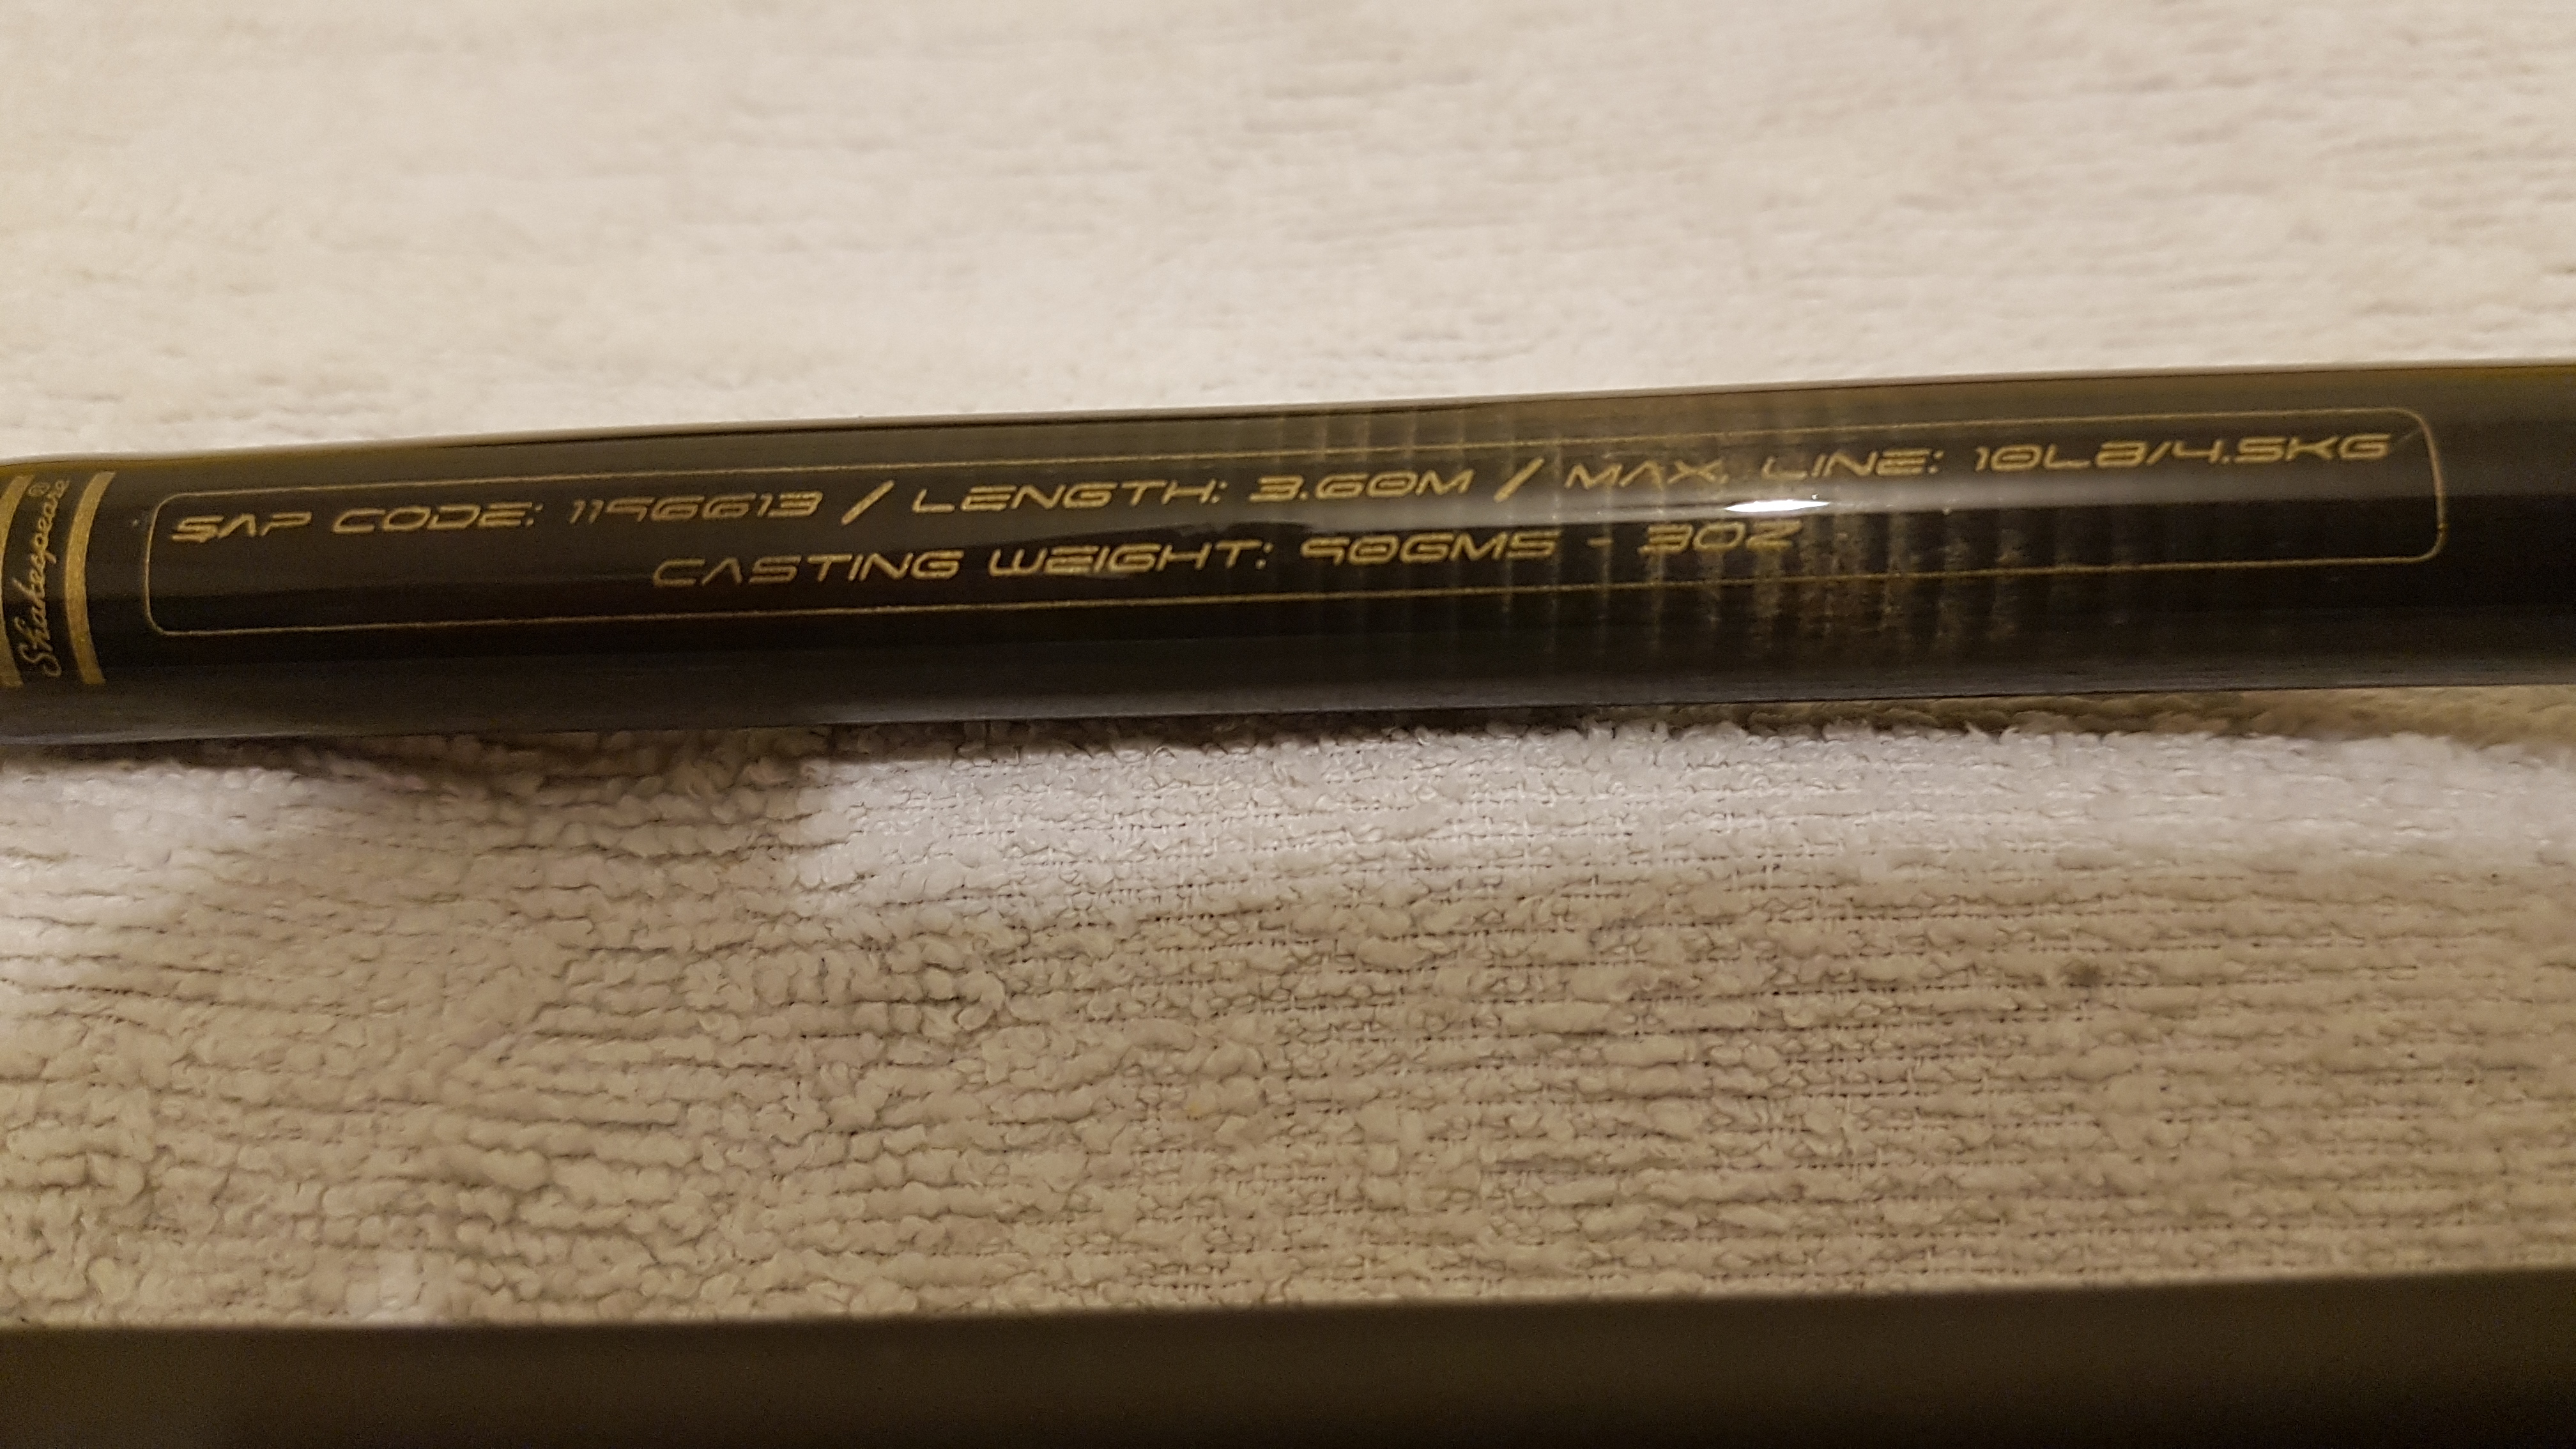 Shakespeare®
SAP CODE: 1196613 / LENGTH: 3.60M / MAX. LINE: 10LB/4.5KG
CASTING WEIGHT: 90GMS - 3OZ